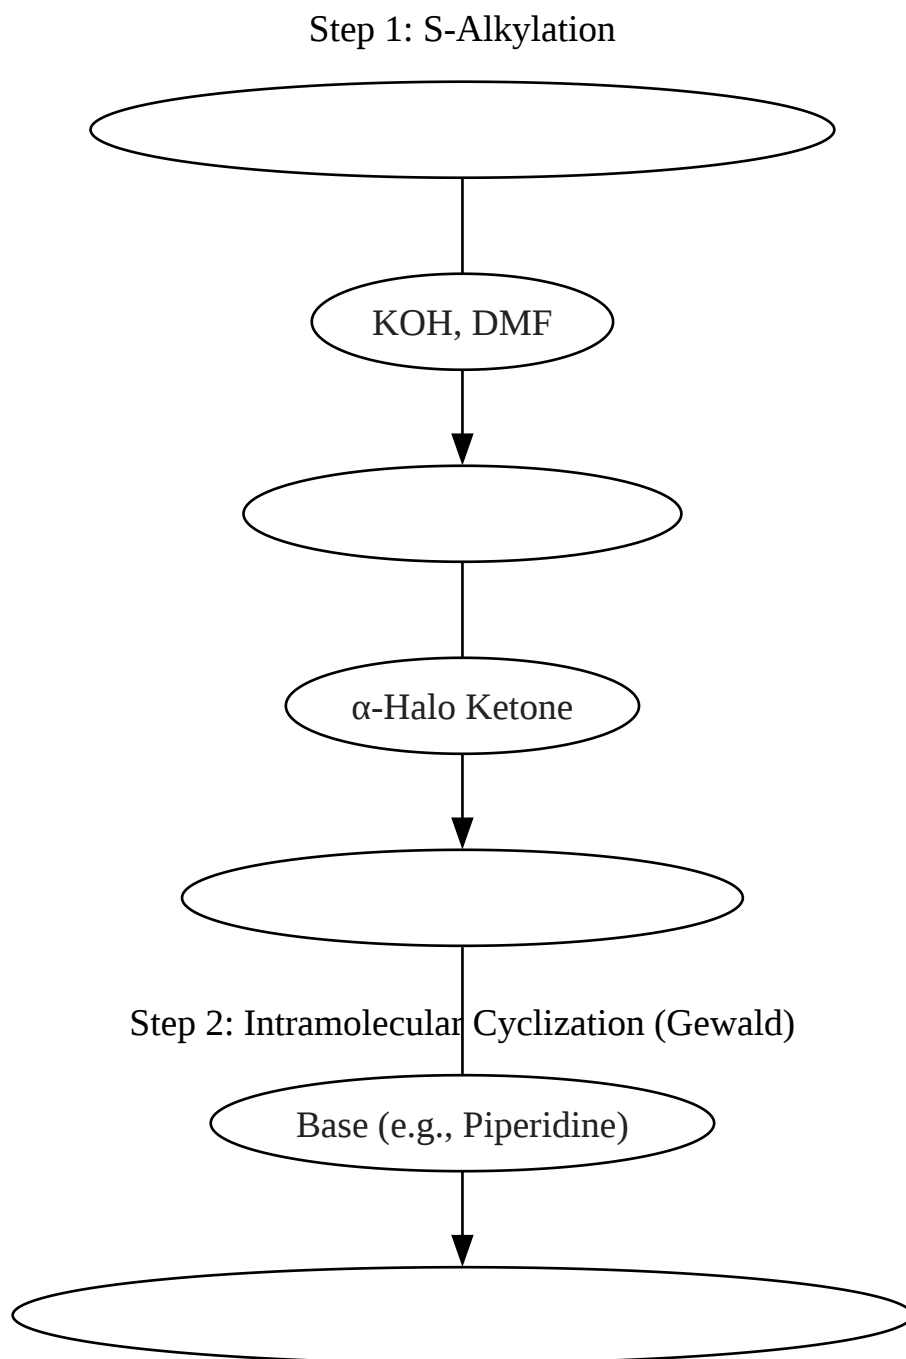 Step 1: S-Alkylation
KOH, DMF
α-Halo Ketone
Step 2: Intramolecular Cyclization (Gewald)
Base (e.g., Piperidine)